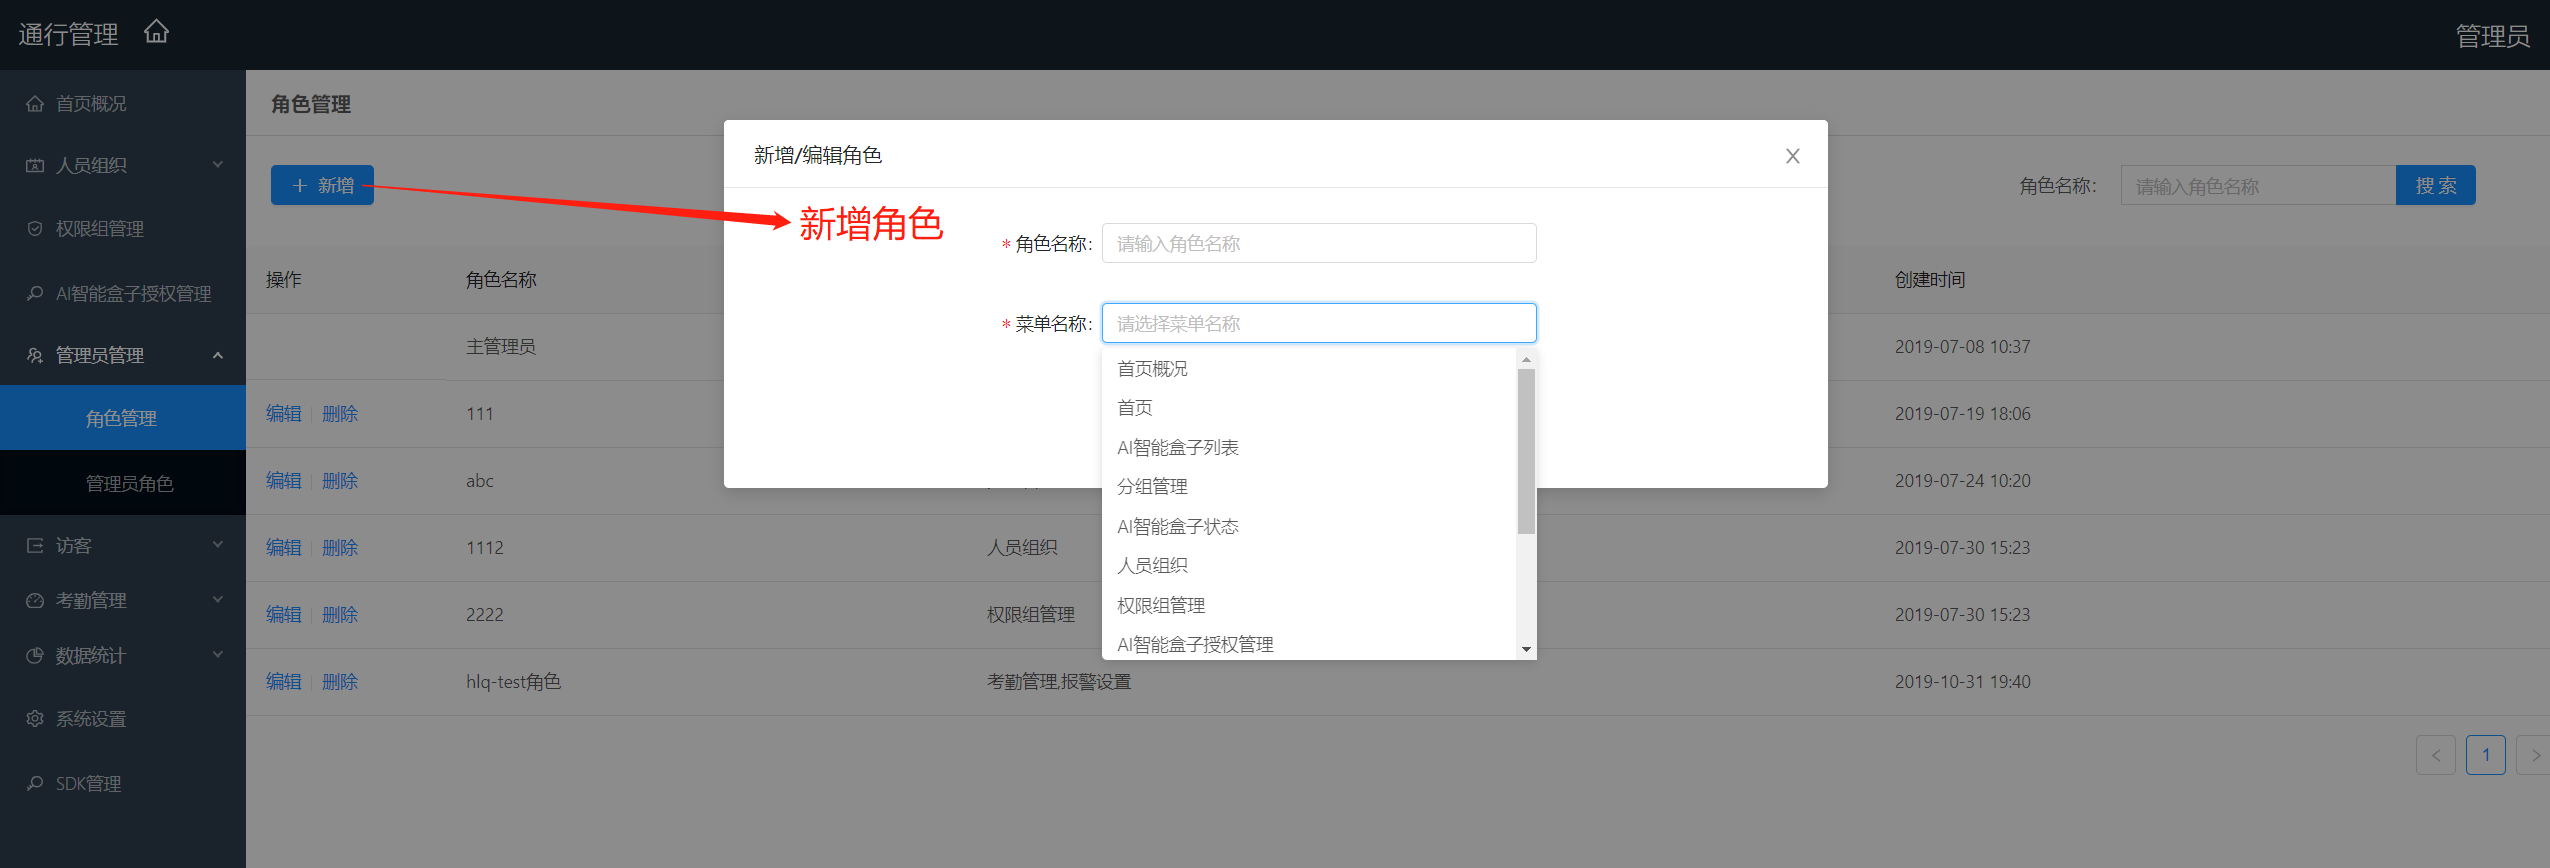 通行管理
管理员
首页概况
人员组织
权限组管理
AI智能盒子授权管理
管理员管理
角色管理
管理员角色
访客
考勤管理
数据统计
系统设置
SDK管理
角色管理
新增
角色名称：
请输入角色名称
搜索
操作
角色名称
创建时间
主管理员
2019-07-08 10:37
编辑 删除 111
2019-07-19 18:06
编辑 删除 abc
2019-07-24 10:20
编辑 删除 1112 人员组织 2019-07-30 15:23
编辑 删除 2222 权限组管理 2019-07-30 15:23
编辑 删除 hlq-test角色 考勤管理,报警设置 2019-10-31 19:40
1
新增/编辑角色
新增角色
* 角色名称：
请输入角色名称
* 菜单名称：
请选择菜单名称
首页概况
首页
AI智能盒子列表
分组管理
AI智能盒子状态
人员组织
权限组管理
AI智能盒子授权管理